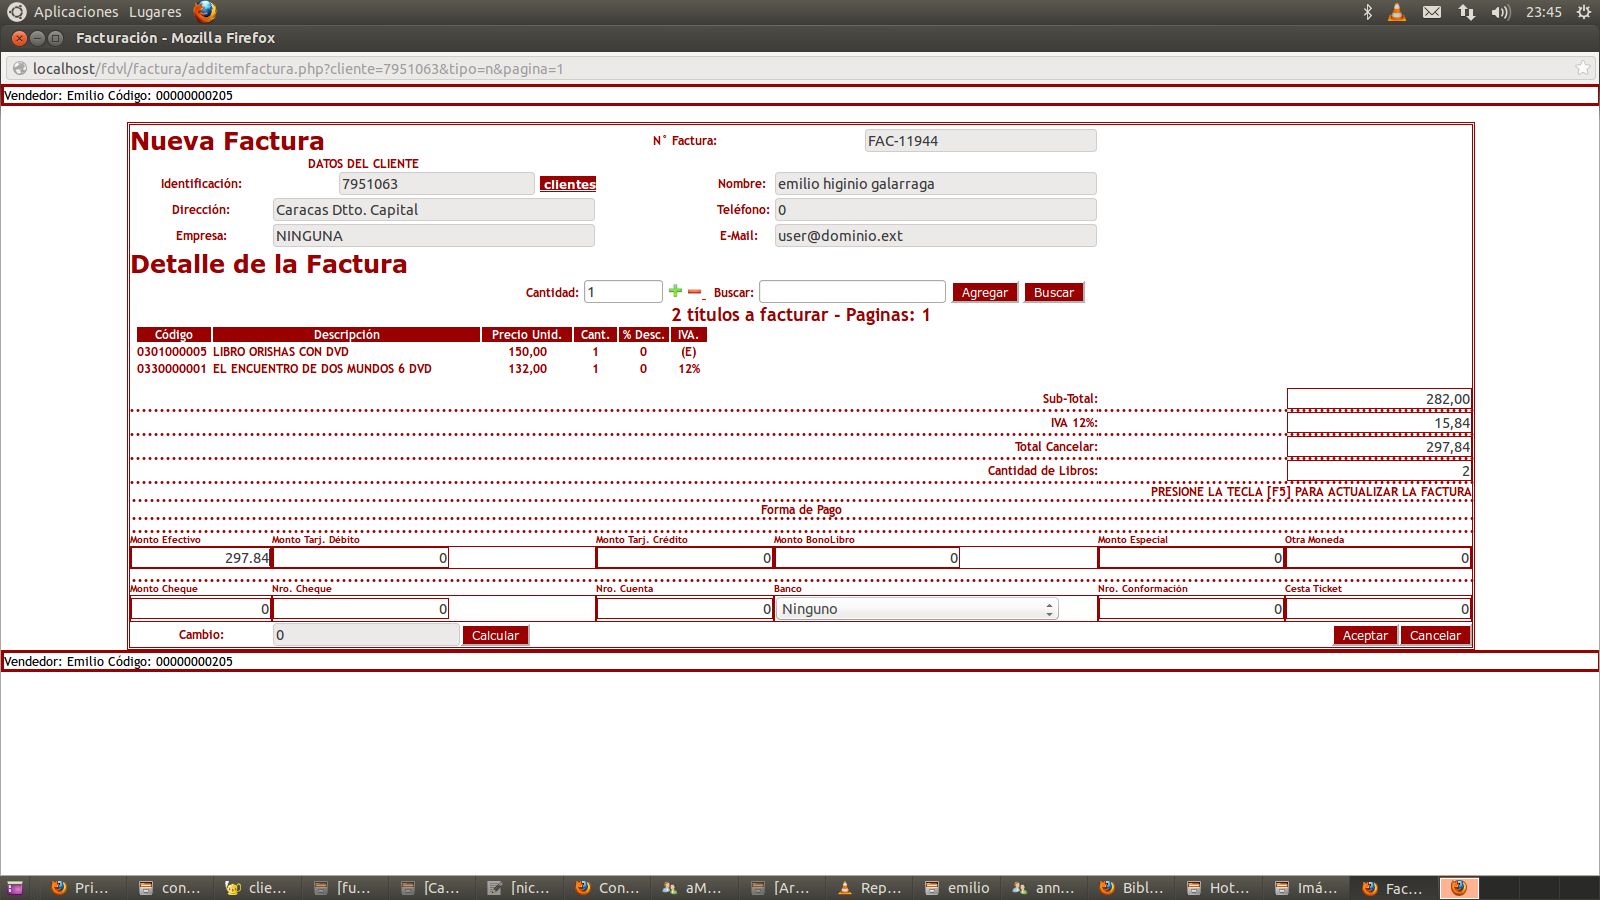 Aplicaciones Lugares 23:45
Facturación - Mozilla Firefox
localhost/fdvl/factura/additemfactura.php?cliente=7951063&tipo=n&pagina=1
Vendedor: Emilio Código: 00000000205
Nueva Factura N° Factura: FAC-11944
DATOS DEL CLIENTE
Identificación: 7951063 clientes Nombre: emilio higinio galarraga
Dirección: Caracas Dtto. Capital Teléfono: 0
Empresa: NINGUNA E-Mail: user@dominio.ext
Detalle de la Factura
Cantidad: 1 Buscar: Agregar Buscar
2 títulos a facturar - Paginas: 1
Código Descripción Precio Unid. Cant. % Desc. IVA.
0301000005 LIBRO ORISHAS CON DVD 150,00 1 0 (E)
0330000001 EL ENCUENTRO DE DOS MUNDOS 6 DVD 132,00 1 0 12%
Sub-Total: 282,00
IVA 12%: 15,84
Total Cancelar: 297,84
Cantidad de Libros: 2
PRESIONE LA TECLA [F5] PARA ACTUALIZAR LA FACTURA
Forma de Pago
Monto Efectivo Monto Tarj. Débito Monto Tarj. Crédito Monto BonoLibro Monto Especial Otra Moneda
297.84 0 0 0 0 0
Monto Cheque Nro. Cheque Nro. Cuenta Banco Nro. Conformación Cesta Ticket
0 0 0 Ninguno 0 0
Cambio: 0 Calcular Aceptar Cancelar
Vendedor: Emilio Código: 00000000205
Pri... con... clie... [fu... [Ca... [nic... Con... aM... [Ar... Rep... emilio ann... Bibl... Hot... Imá... Fac...